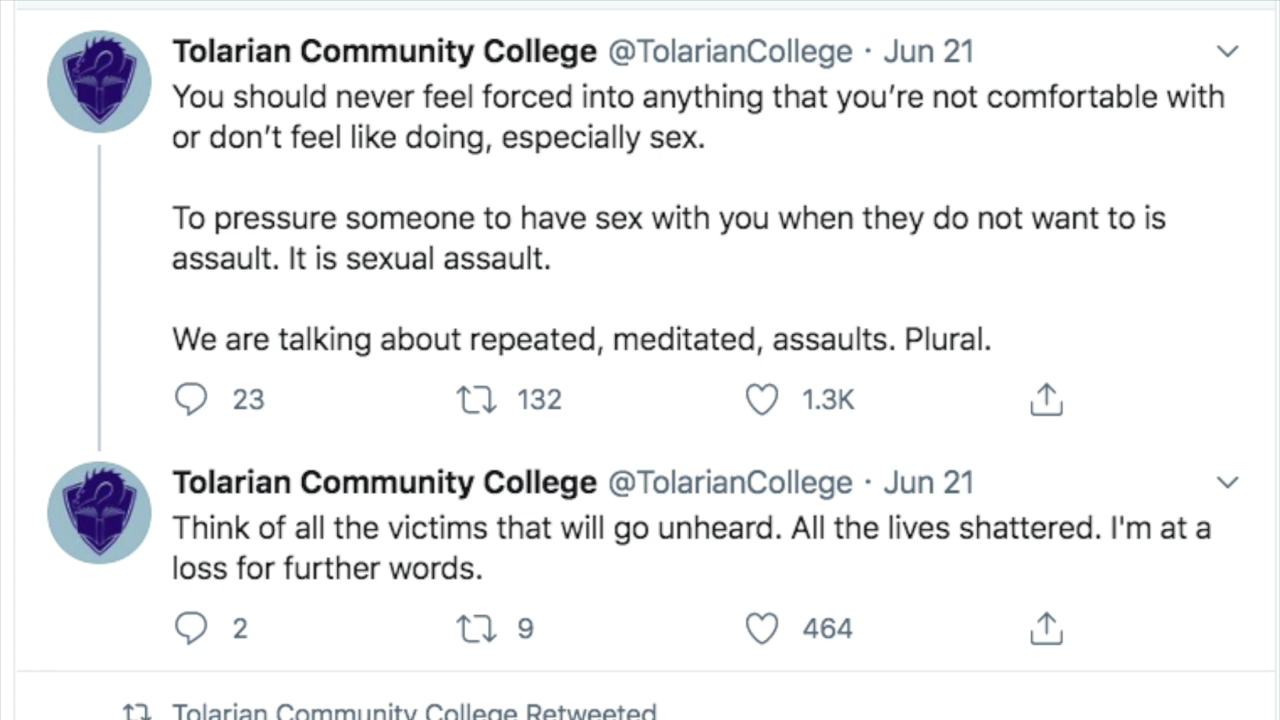 Tolarian Community College @TolarianCollege · Jun 21
You should never feel forced into anything that you're not comfortable with
or don't feel like doing, especially sex.
To pressure someone to have sex with you when they do not want to is
assault. It is sexual assault.
We are talking about repeated, meditated, assaults. Plural.
23 132 1.3K
Tolarian Community College @TolarianCollege · Jun 21
Think of all the victims that will go unheard. All the lives shattered. I'm at a
loss for further words.
2 9 464
Tolarian Community College Retweeted